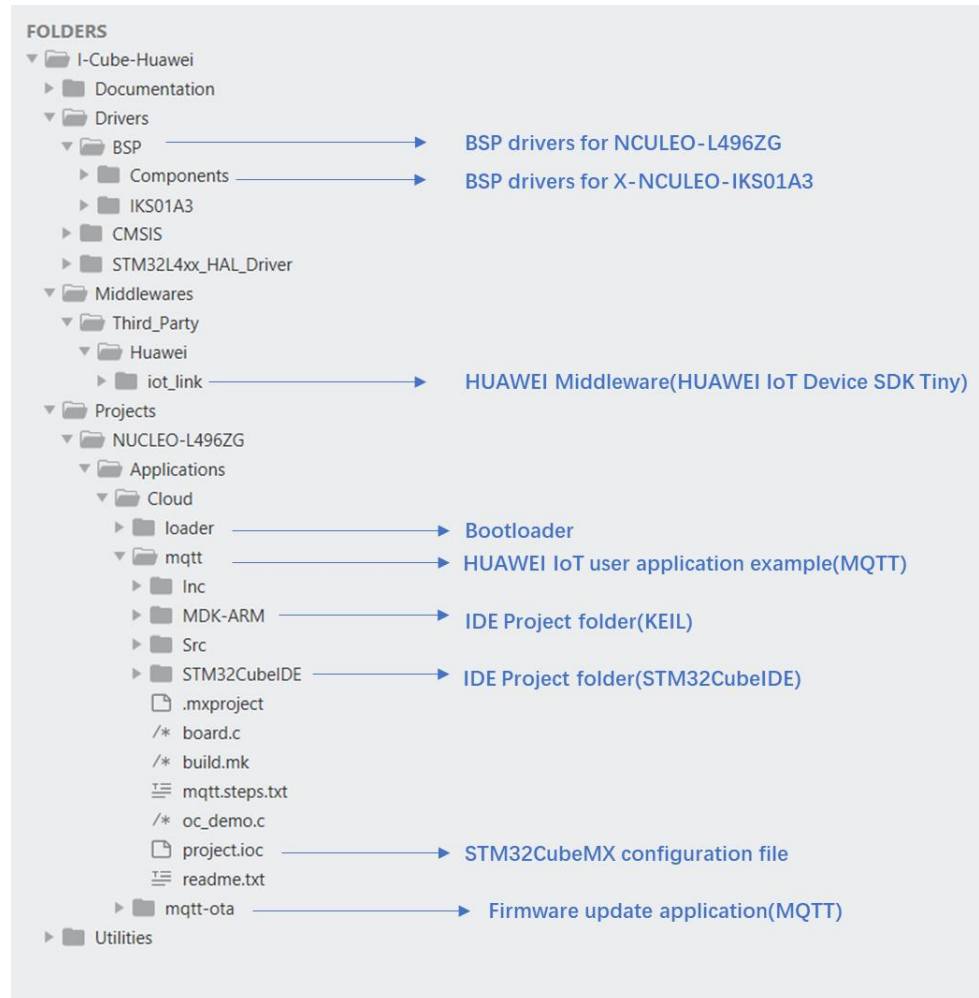 FOLDERS
I-Cube-Huawei
Documentation
Drivers
BSP BSP drivers for NCULEO-L496ZG
Components BSP drivers for X-NCULEO-IKS01A3
IKS01A3
CMSIS
STM32L4xx_HAL_Driver
Middlewares
Third_Party
Huawei
iot_link HUAWEI Middleware(HUAWEI IoT Device SDK Tiny)
Projects
NUCLEO-L496ZG
Applications
Cloud
loader Bootloader
mqtt HUAWEI IoT user application example(MQTT)
Inc
MDK-ARM IDE Project folder(KEIL)
Src
STM32CubeIDE IDE Project folder(STM32CubeIDE)
.mxproject
/* board.c
/* build.mk
mqtt.steps.txt
/* oc_demo.c
project.ioc STM32CubeMX configuration file
readme.txt
mqtt-ota Firmware update application(MQTT)
Utilities